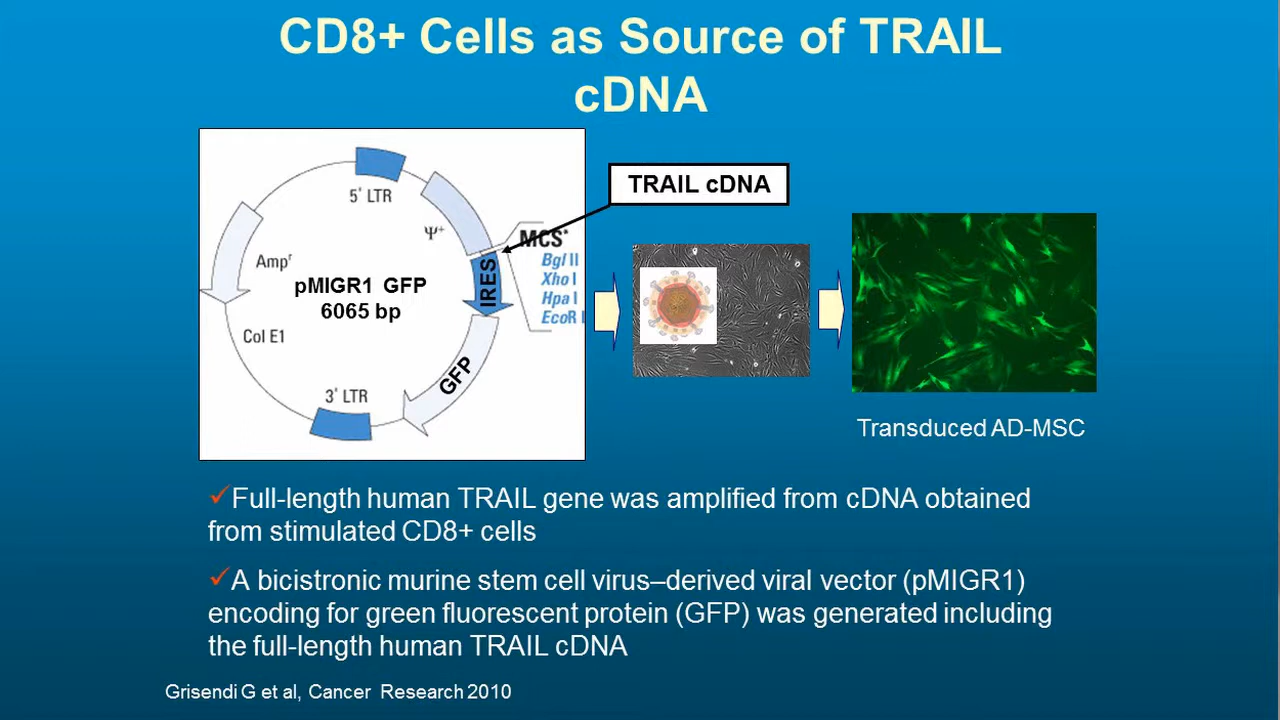 CD8+ Cells as Source of TRAIL
cDNA
TRAIL cDNA
5' LTR
Ψ+
MCS*
Bgl II
Xho I
Hpa I
EcoR I
IRES
Ampr
pMIGR1 GFP
6065 bp
Col E1
GFP
3' LTR
Transduced AD-MSC
✓Full-length human TRAIL gene was amplified from cDNA obtained
from stimulated CD8+ cells
✓A bicistronic murine stem cell virus–derived viral vector (pMIGR1)
encoding for green fluorescent protein (GFP) was generated including
the full-length human TRAIL cDNA
Grisendi G et al, Cancer Research 2010